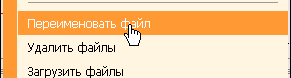 Переименовать файл
Удалить файлы
Загрузить файлы